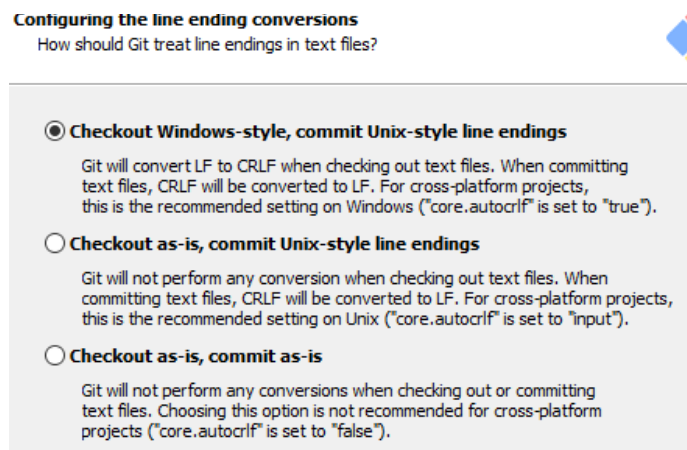 Configuring the line ending conversions
How should Git treat line endings in text files?
Checkout Windows-style, commit Unix-style line endings
Git will convert LF to CRLF when checking out text files. When committing
text files, CRLF will be converted to LF. For cross-platform projects,
this is the recommended setting on Windows ("core.autocrlf" is set to "true").
Checkout as-is, commit Unix-style line endings
Git will not perform any conversion when checking out text files. When
committing text files, CRLF will be converted to LF. For cross-platform projects,
this is the recommended setting on Unix ("core.autocrlf" is set to "input").
Checkout as-is, commit as-is
Git will not perform any conversions when checking out or committing
text files. Choosing this option is not recommended for cross-platform
projects ("core.autocrlf" is set to "false").